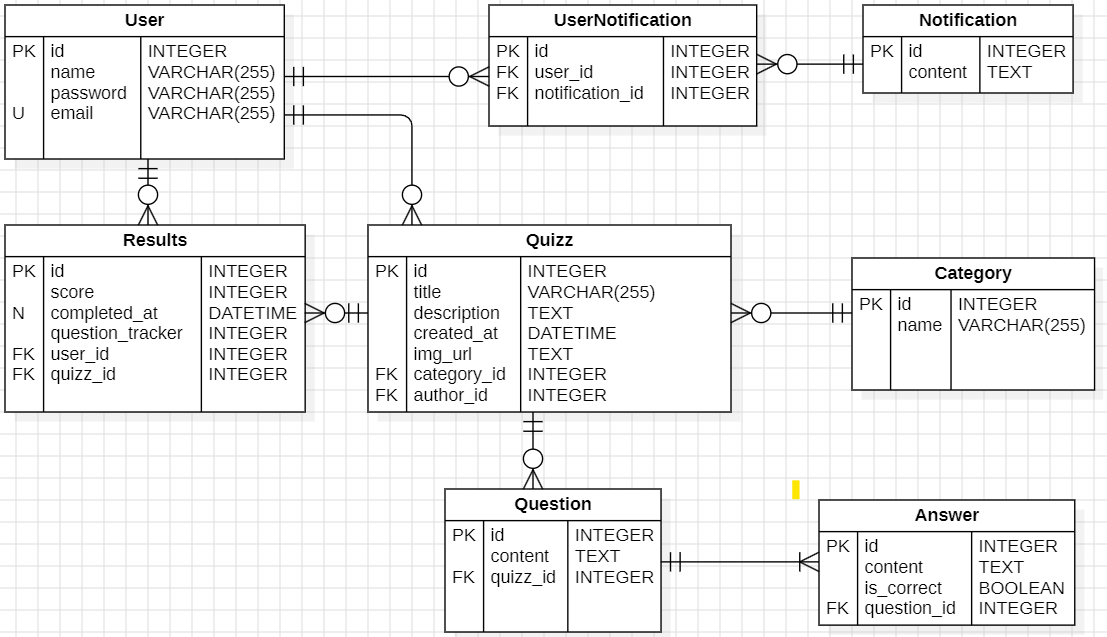 User
PK id INTEGER
name VARCHAR(255)
password VARCHAR(255)
U email VARCHAR(255)
UserNotification
PK id INTEGER
FK user_id INTEGER
FK notification_id INTEGER
Notification
PK id INTEGER
content TEXT
Results
PK id INTEGER
score INTEGER
N completed_at DATETIME
question_tracker INTEGER
FK user_id INTEGER
FK quizz_id INTEGER
Quizz
PK id INTEGER
title VARCHAR(255)
description TEXT
created_at DATETIME
img_url TEXT
FK category_id INTEGER
FK author_id INTEGER
Category
PK id INTEGER
name VARCHAR(255)
Question
PK id INTEGER
content TEXT
FK quizz_id INTEGER
Answer
PK id INTEGER
content TEXT
is_correct BOOLEAN
FK question_id INTEGER